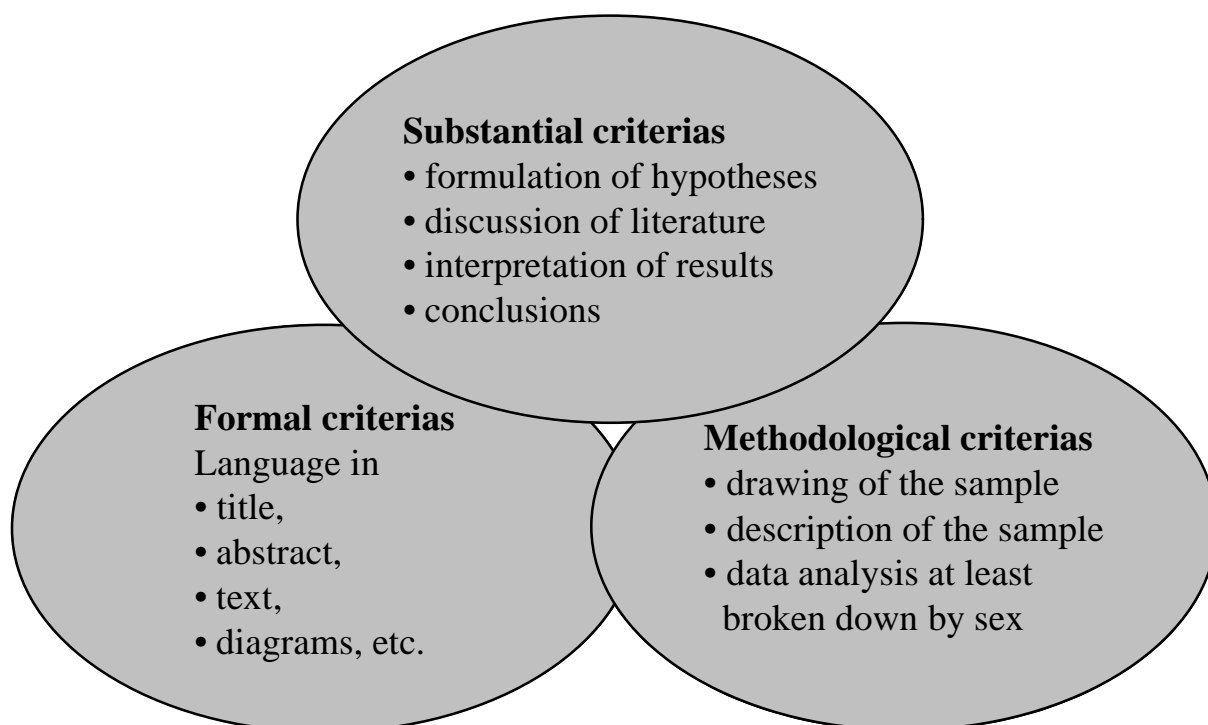 Substantial criterias
• formulation of hypotheses
• discussion of literature
• interpretation of results
• conclusions
Formal criterias
Language in
• title,
• abstract,
• text,
• diagrams, etc.
Methodological criterias
• drawing of the sample
• description of the sample
• data analysis at least
broken down by sex